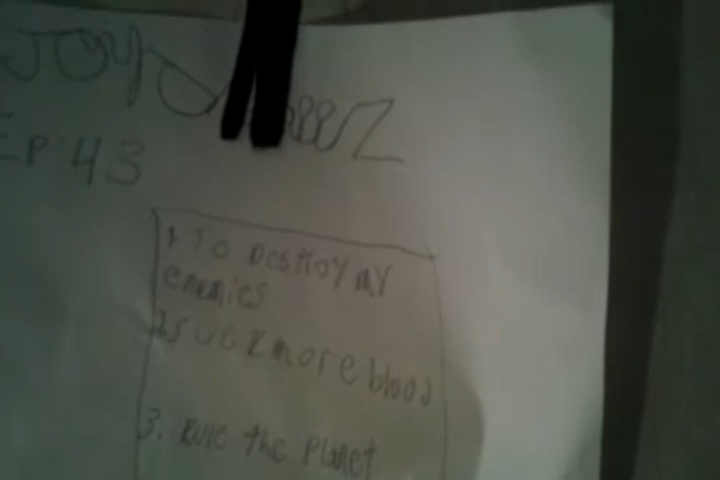 EP:43
1. TO DESTROY MY
enemies
2. SUCK more blood
3. RULE the PlaNET